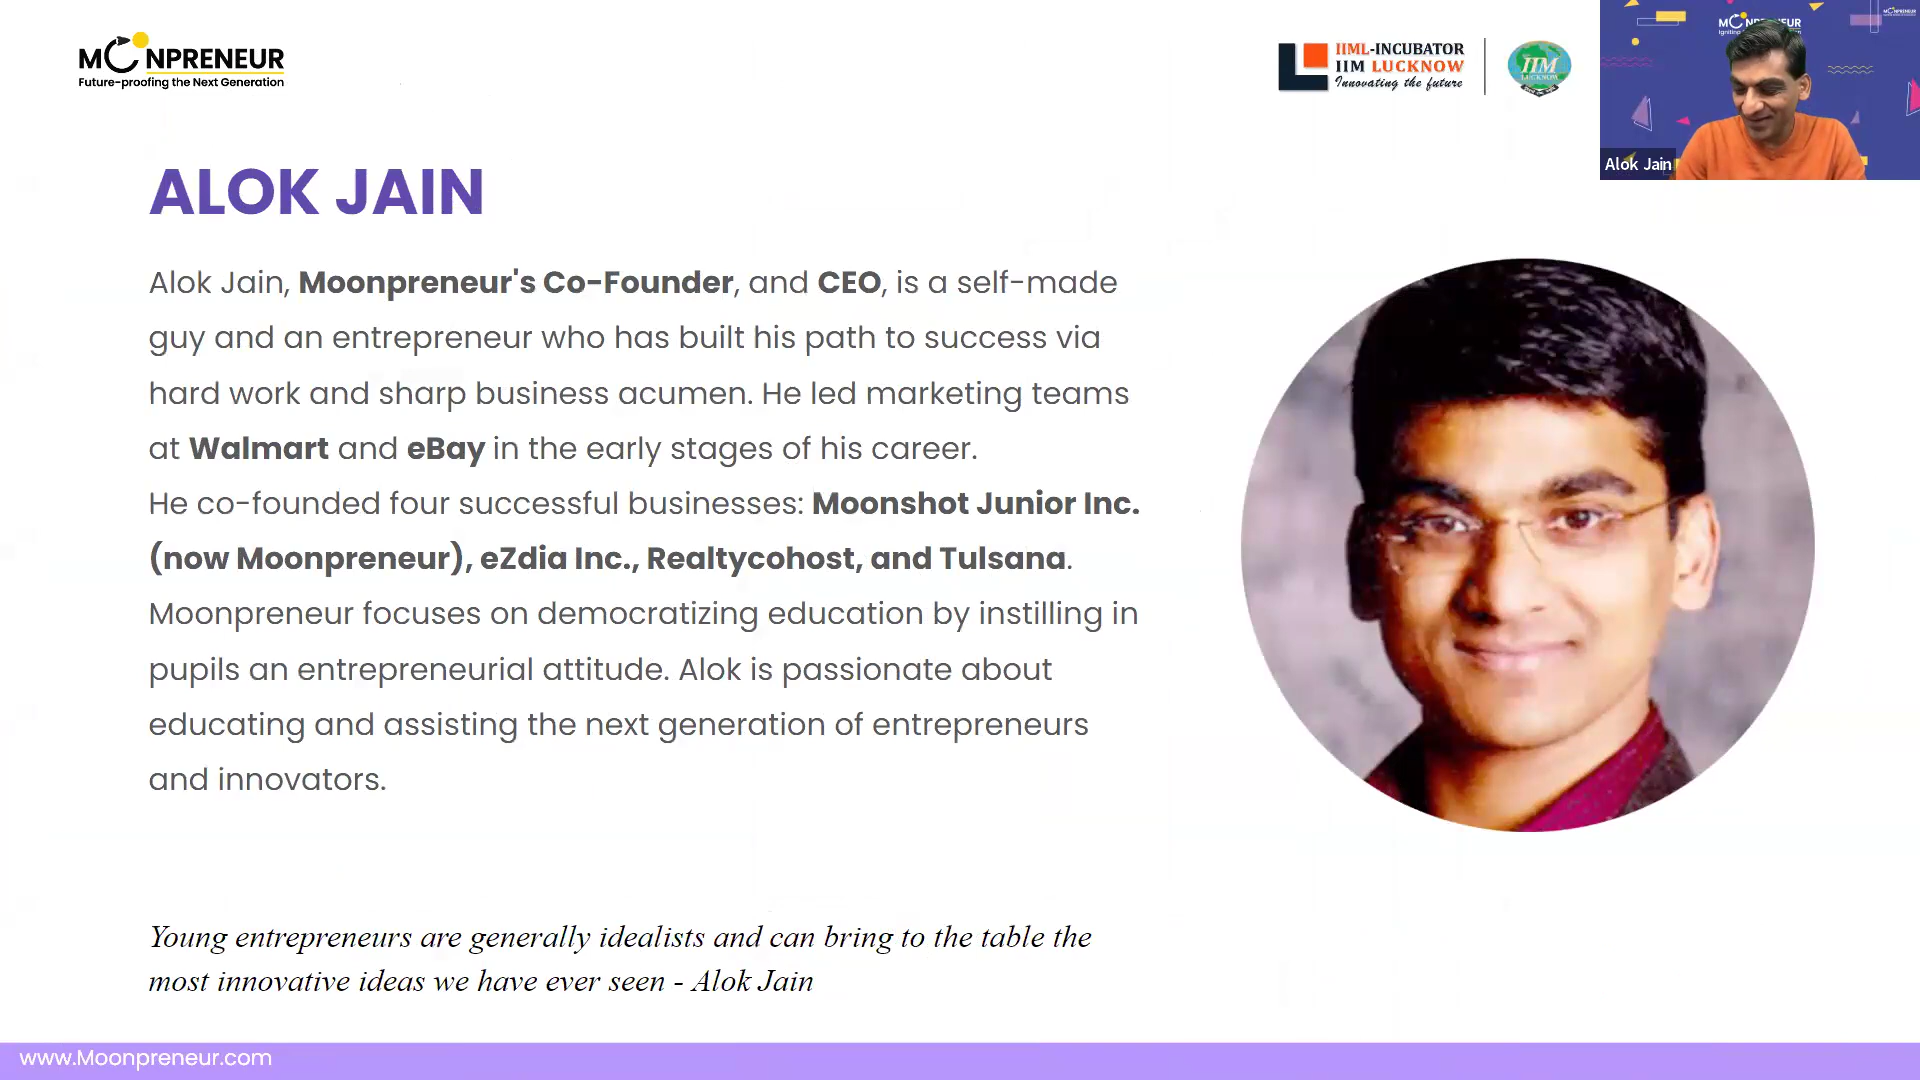 MOONPRENEUR
Future-proofing the Next Generation
IIML-INCUBATOR
IIM LUCKNOW
Innovating the future
IIM
LUCKNOW
Alok Jain
ALOK JAIN
Alok Jain, Moonpreneur's Co-Founder, and CEO, is a self-made
guy and an entrepreneur who has built his path to success via
hard work and sharp business acumen. He led marketing teams
at Walmart and eBay in the early stages of his career.
He co-founded four successful businesses: Moonshot Junior Inc.
(now Moonpreneur), eZdia Inc., Realtycohost, and Tulsana.
Moonpreneur focuses on democratizing education by instilling in
pupils an entrepreneurial attitude. Alok is passionate about
educating and assisting the next generation of entrepreneurs
and innovators.
Young entrepreneurs are generally idealists and can bring to the table the
most innovative ideas we have ever seen - Alok Jain
www.Moonpreneur.com